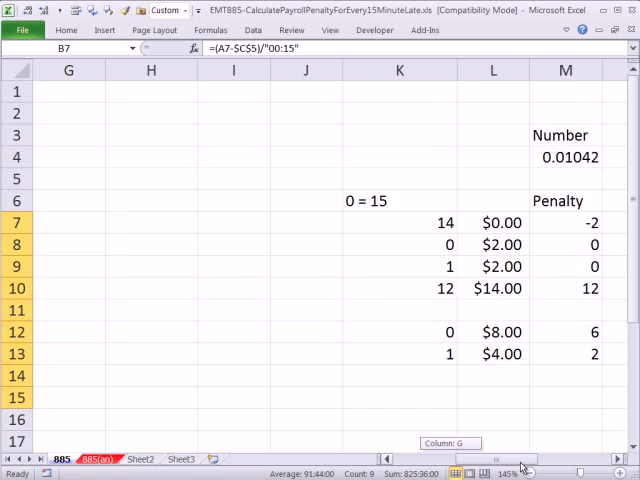 EMT885-CalculatePayrollPenaltyForEvery15MinuteLate.xls [Compatibility Mode] - Microsoft Excel
Custom
File Home Insert Page Layout Formulas Data Review View Developer Add-Ins
B7 =(A7-$C$5)/"00:15"
G H I J K L M
1
2
3 Number
4 0.01042
5
6 0 = 15 Penalty
7 14 $0.00 -2
8 0 $2.00 0
9 1 $2.00 0
10 12 $14.00 12
11
12 0 $8.00 6
13 1 $4.00 2
14
15
16
17
Column: G
885 885(an) Sheet2 Sheet3
Ready Average: 91:44:00 Count: 9 Sum: 825:36:00 145%